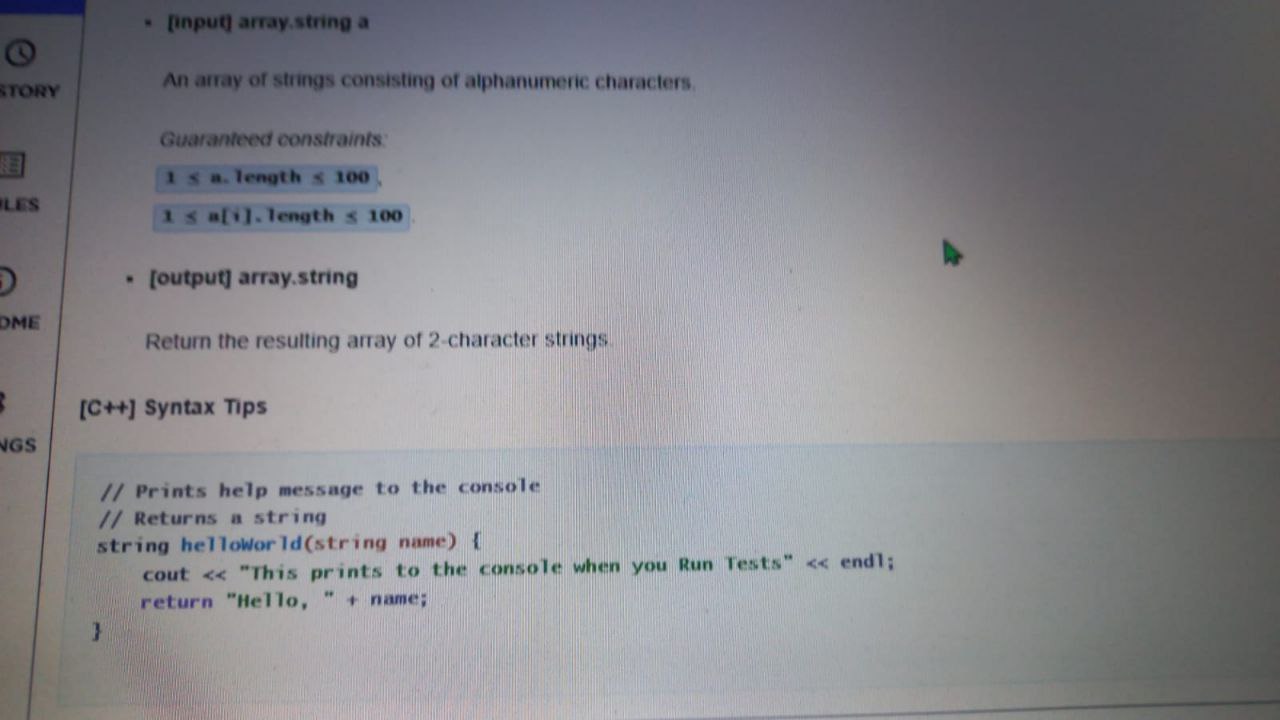 [input] array.string a
STORY
An array of strings consisting of alphanumeric characters.
Guaranteed constraints:
1 ≤ a.length ≤ 100,
LES
1 ≤ a[i].length ≤ 100.
[output] array.string
OME
Return the resulting array of 2-character strings.
[C++] Syntax Tips
NGS
// Prints help message to the console
// Returns a string
string helloWorld(string name) {
    cout << "This prints to the console when you Run Tests" << endl;
    return "Hello, " + name;
}